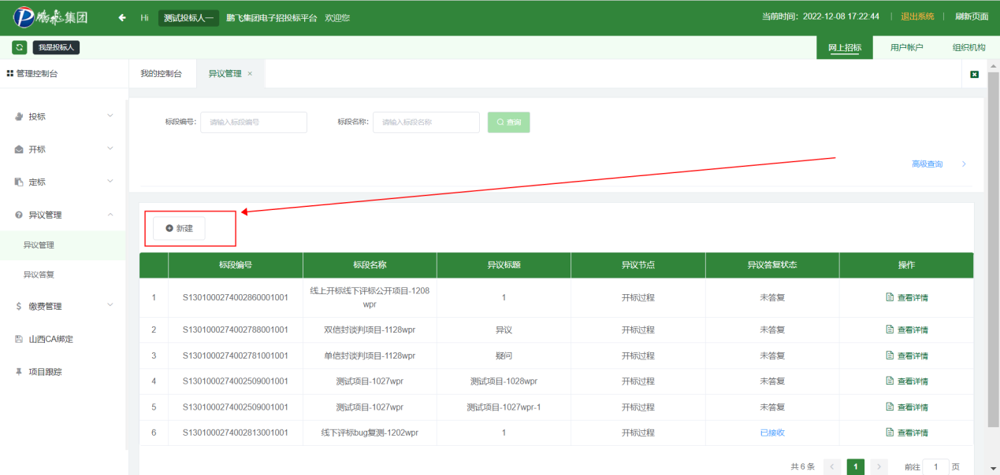 鹏飞集团
Hi 测试投标人一 鹏飞集团电子招投标平台 欢迎您 当前时间：2022-12-08 17:22:44 退出系统 刷新页面
我是投标人 网上招标 用户帐户 组织机构
管理控制台 我的控制台 异议管理 ×
投标
开标
定标
异议管理
异议管理
异议答复
缴费管理
山西CA绑定
项目跟踪
标段编号： 请输入标段编号 标段名称： 请输入标段名称 查询
高级查询
新建
标段编号 标段名称 异议标题 异议节点 异议答复状态 操作
1 S1301000274002860001001 线上开标线下评标公开项目-1208wpr 1 开标过程 未答复 查看详情
2 S1301000274002788001001 双信封谈判项目-1128wpr 异议 开标过程 未答复 查看详情
3 S1301000274002781001001 单信封谈判项目-1128wpr 疑问 开标过程 未答复 查看详情
4 S1301000274002509001001 测试项目-1027wpr 测试项目-1028wpr 开标过程 未答复 查看详情
5 S1301000274002509001001 测试项目-1027wpr 测试项目-1027wpr-1 开标过程 未答复 查看详情
6 S1301000274002813001001 线下评标bug复测-1202wpr 1 开标过程 已接收 查看详情
共 6 条 1 前往 1 页